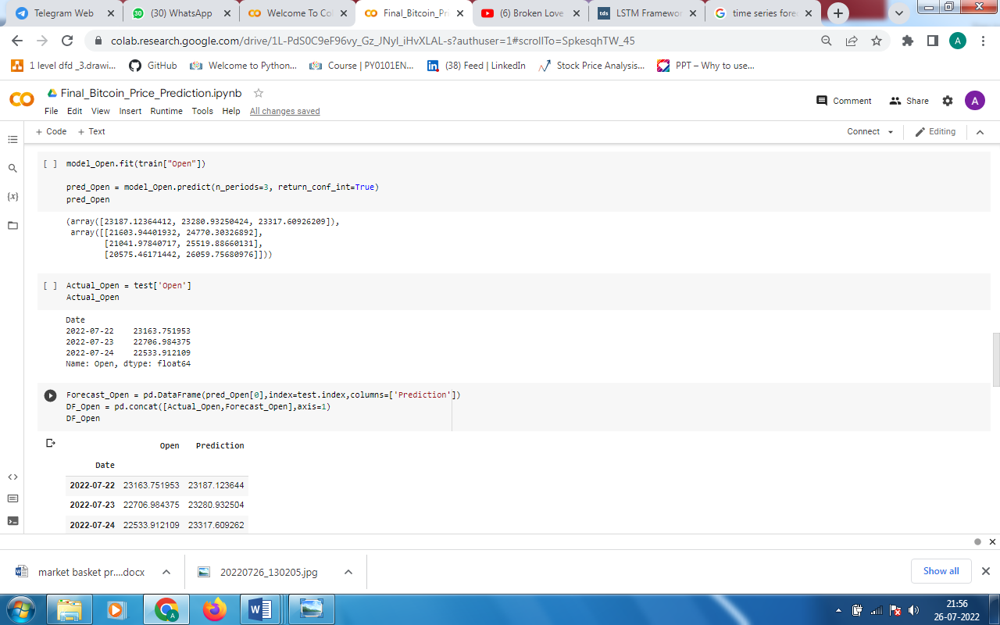 Telegram Web
(30) WhatsApp
Welcome To Co
Final_Bitcoin_Pri
(6) Broken Love
LSTM Framewor
time series fore
colab.research.google.com/drive/1L-PdS0C9eF96vy_Gz_JNyI_iHvXLAL-s?authuser=1#scrollTo=SpkesqhTW_45
1 level dfd _3.drawi...
GitHub
Welcome to Python...
Course | PY0101EN...
(38) Feed | LinkedIn
Stock Price Analysis...
PPT – Why to use...
Final_Bitcoin_Price_Prediction.ipynb
File Edit View Insert Runtime Tools Help All changes saved
Comment Share A
+ Code + Text
Connect Editing
[ ] model_Open.fit(train["Open"])
pred_Open = model_Open.predict(n_periods=3, return_conf_int=True)
pred_Open
(array([23187.12364412, 23280.93250424, 23317.60926209]),
array([[21603.94401932, 24770.30326892],
[21041.97840717, 25519.88660131],
[20575.46171442, 26059.75680976]]))
[ ] Actual_Open = test['Open']
Actual_Open
Date
2022-07-22 23163.751953
2022-07-23 22706.984375
2022-07-24 22533.912109
Name: Open, dtype: float64
Forecast_Open = pd.DataFrame(pred_Open[0],index=test.index,columns=['Prediction'])
DF_Open = pd.concat([Actual_Open,Forecast_Open],axis=1)
DF_Open
Open Prediction
Date
2022-07-22 23163.751953 23187.123644
2022-07-23 22706.984375 23280.932504
2022-07-24 22533.912109 23317.609262
market basket pr....docx
20220726_130205.jpg
Show all
21:56
26-07-2022